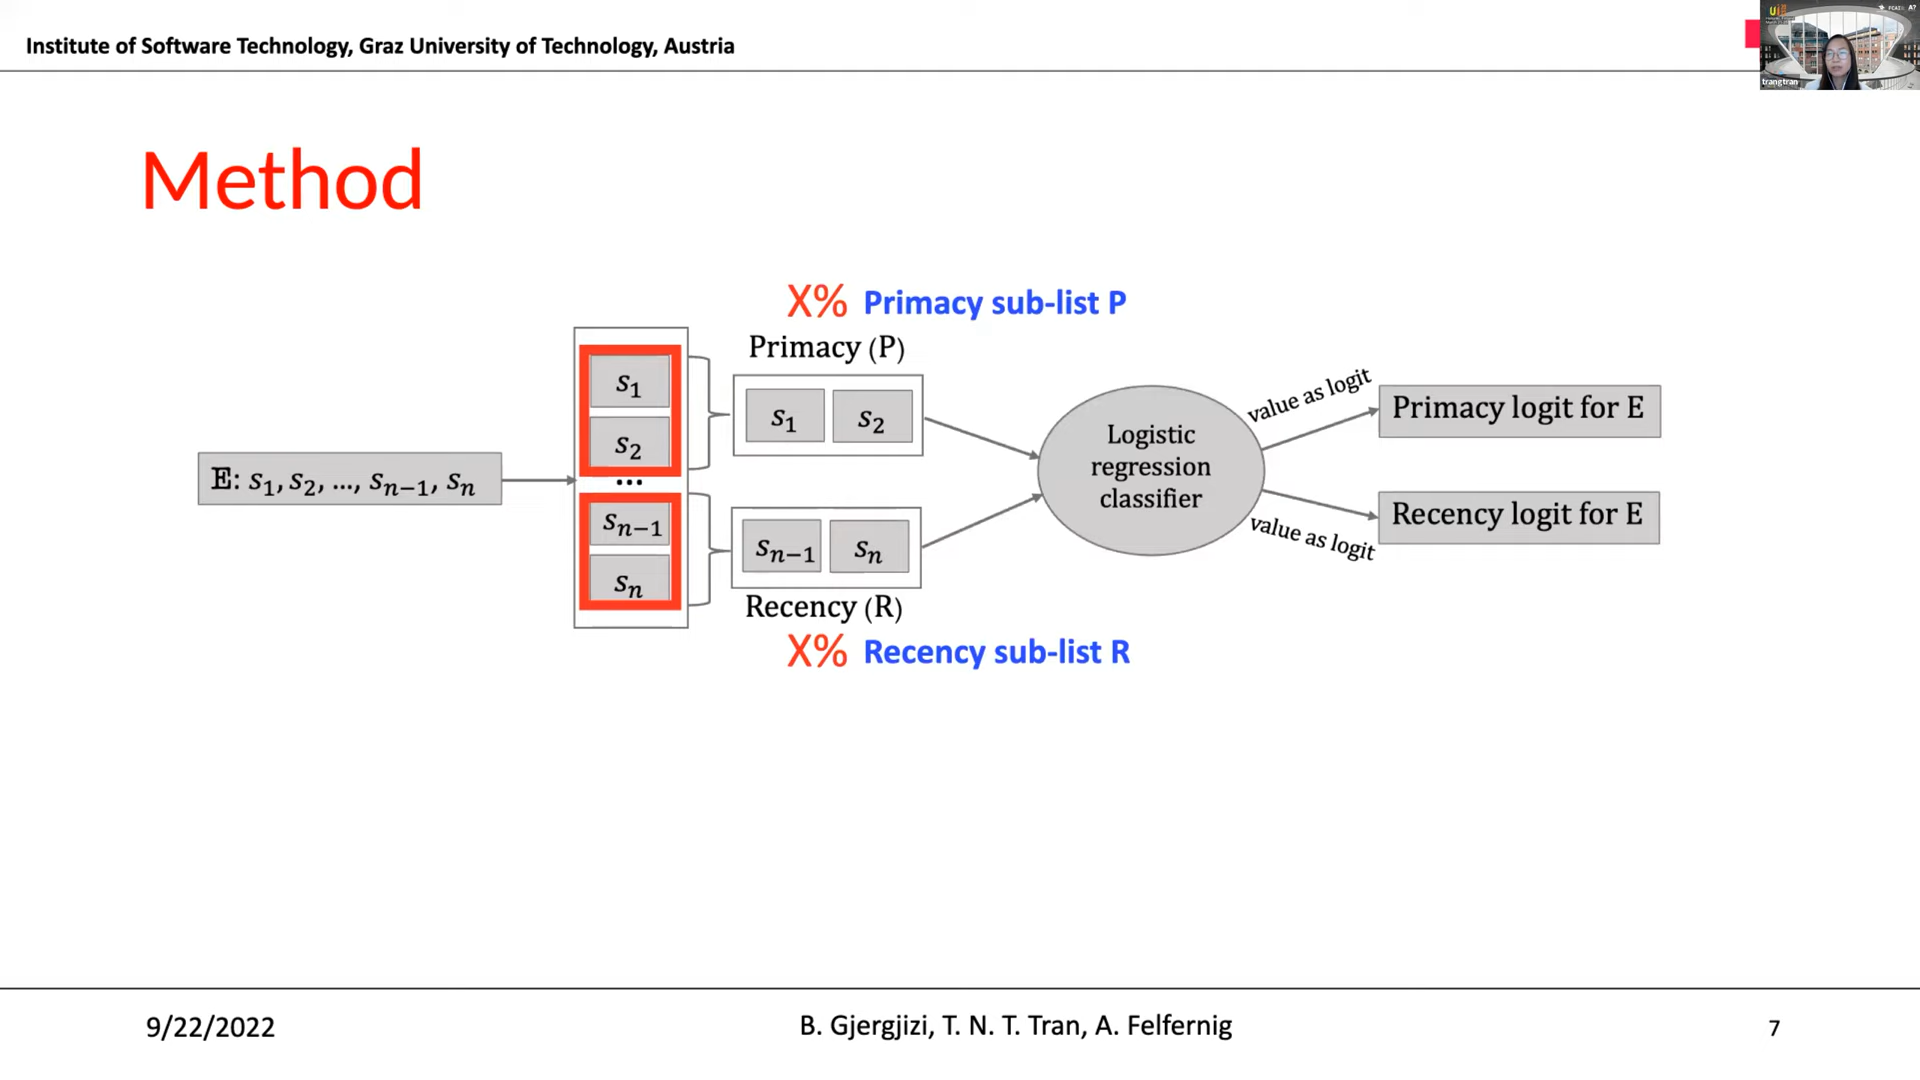 Institute of Software Technology, Graz University of Technology, Austria
trangtran
Method
X% Primacy sub-list P
Primacy (P)
s1
s2
...
sn−1
sn
s1 s2
E: s1, s2, ..., sn−1, sn
sn−1 sn
Recency (R)
X% Recency sub-list R
Logistic
regression
classifier
value as logit
Primacy logit for E
value as logit
Recency logit for E
9/22/2022
B. Gjergjizi, T. N. T. Tran, A. Felfernig
7